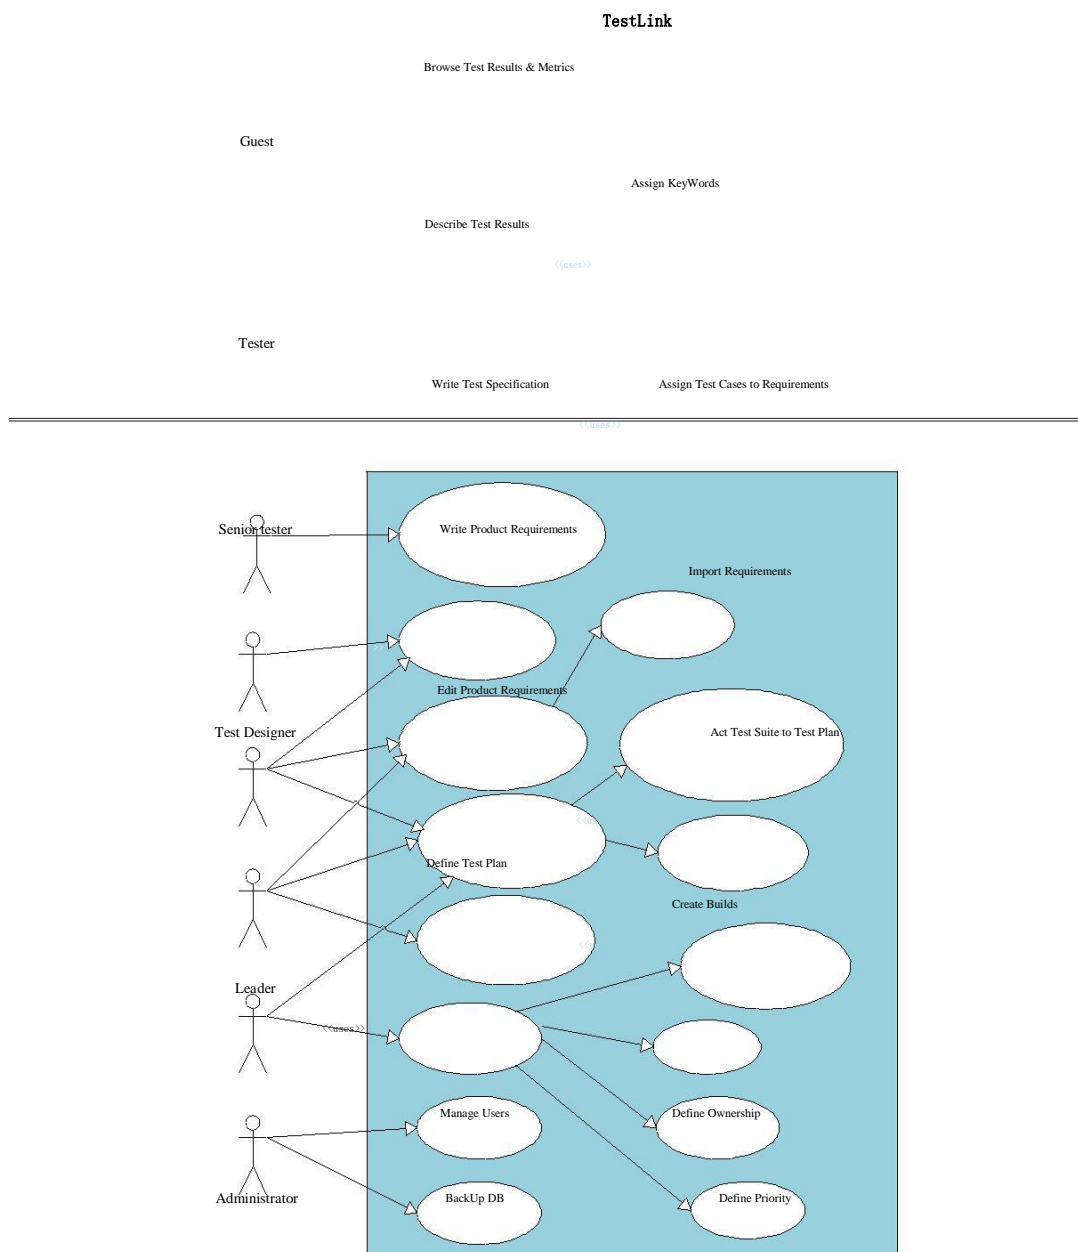 TestLink
Browse Test Results & Metrics
Guest
Assign KeyWords
Describe Test Results
<<uses>>
Tester
Write Test Specification
Assign Test Cases to Requirements
<<uses>>
Senior tester
Write Product Requirements
Import Requirements
Edit Product Requirements
Test Designer
Act Test Suite to Test Plan
Define Test Plan
Create Builds
Leader
<<uses>>
Manage Users
Define Ownership
Administrator
BackUp DB
Define Priority